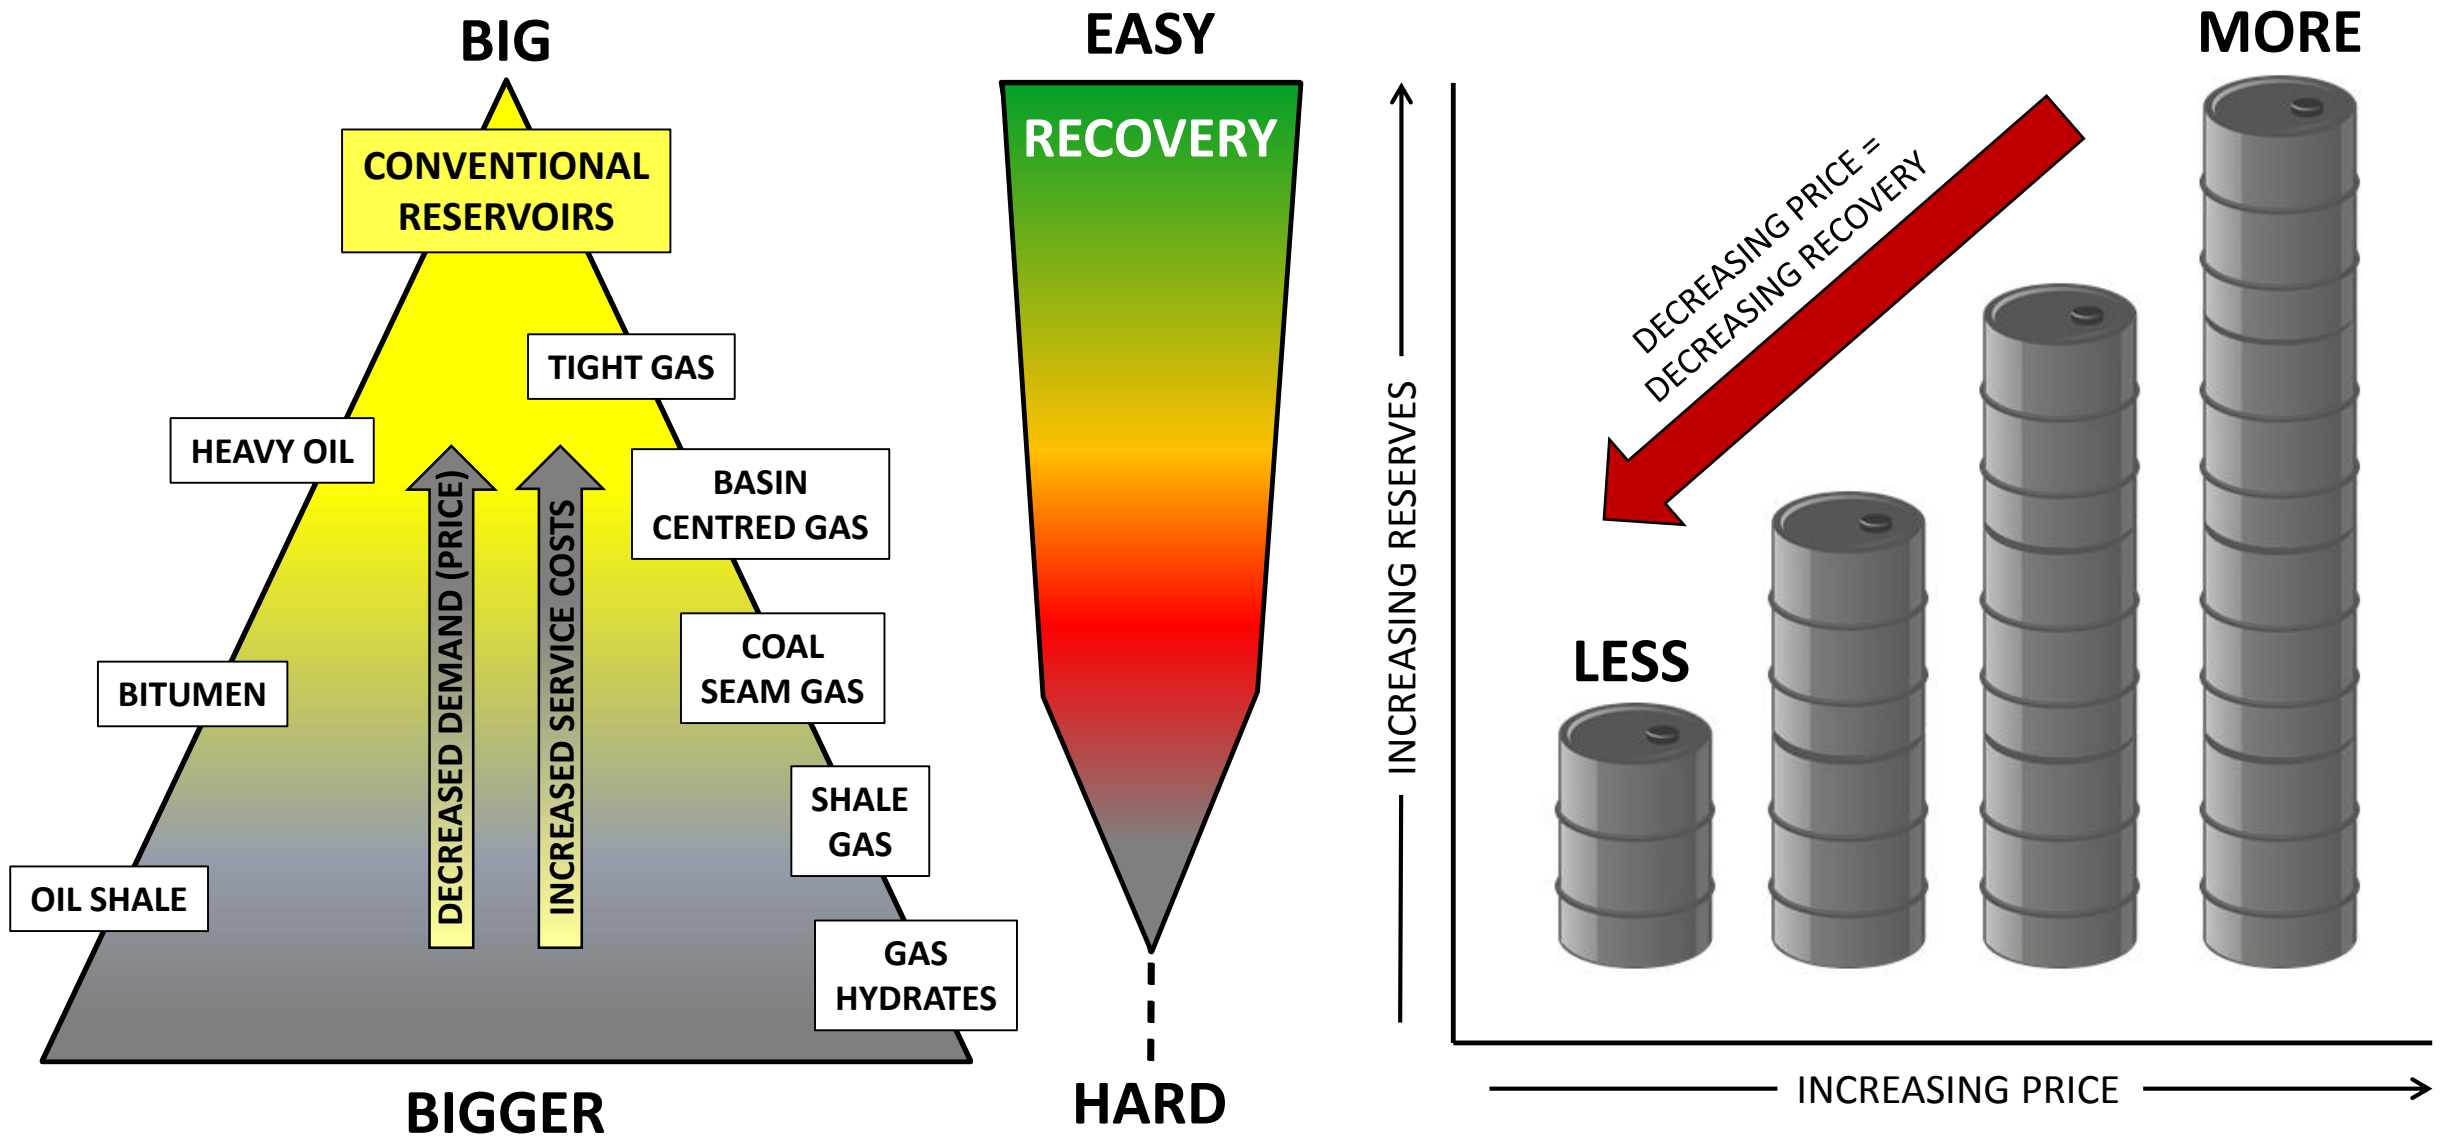 BIG
CONVENTIONAL
RESERVOIRS
TIGHT GAS
HEAVY OIL
BASIN
CENTRED GAS
DECREASED DEMAND (PRICE)
INCREASED SERVICE COSTS
COAL
SEAM GAS
BITUMEN
SHALE
GAS
OIL SHALE
GAS
HYDRATES
BIGGER
EASY
RECOVERY
HARD
INCREASING RESERVES
MORE
DECREASING PRICE =
DECREASING RECOVERY
LESS
INCREASING PRICE